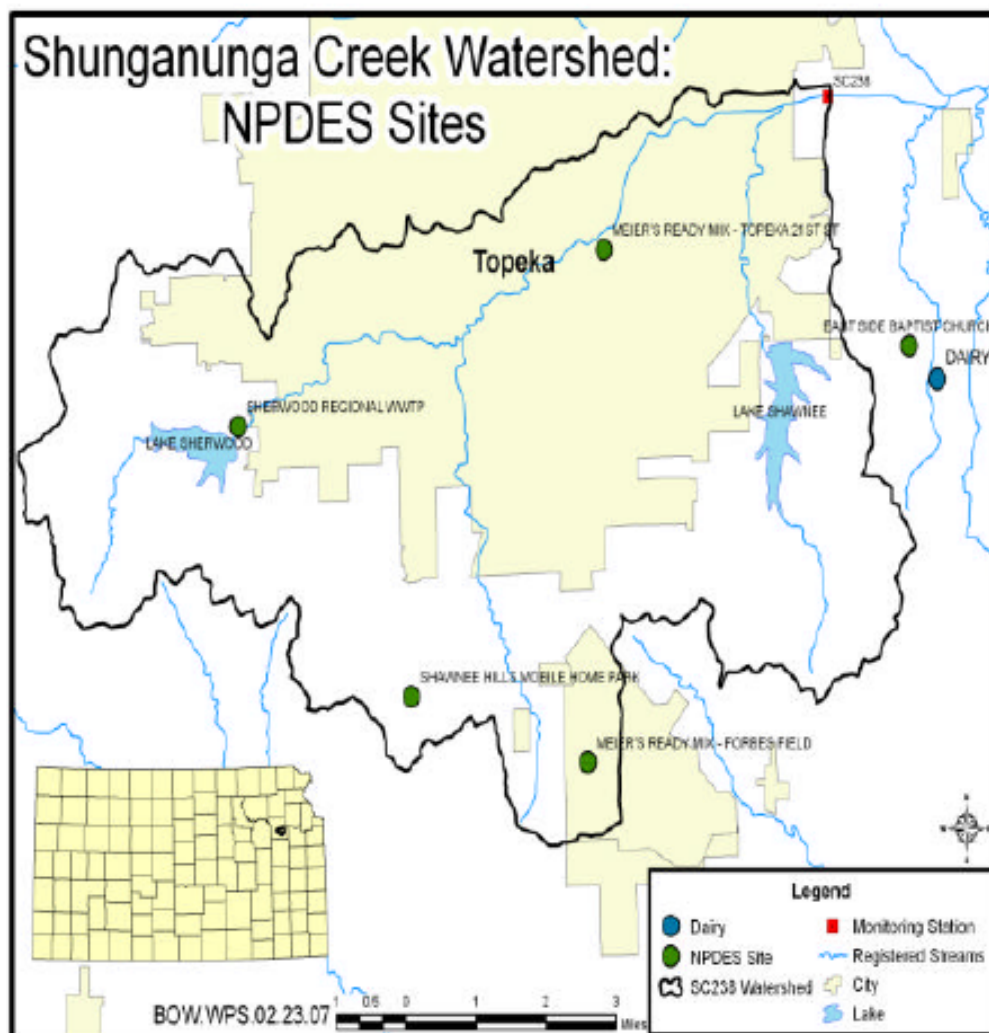 Shunganunga Creek Watershed:
NPDES Sites
SC238
MEIER'S READY MIX - TOPEKA 21ST ST
Topeka
EAST SIDE BAPTIST CHURCH
DAIRY
SHERWOOD REGIONAL WWTP
LAKE SHERWOOD
LAKE SHAWNEE
SHAWNEE HILLS MOBILE HOME PARK
MEIER'S READY MIX - FORBES FIELD
Legend
Dairy
Monitoring Station
NPDES Site
Registered Streams
SC238 Watershed
City
Lake
BOW.WPS.02.23.07
1 0.5 0 1 2 3
Miles